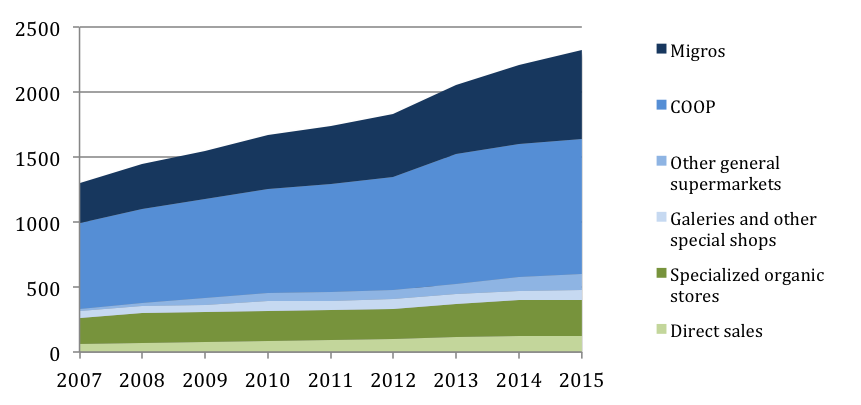 2500
2000
1500
1000
500
0
2007 2008 2009 2010 2011 2012 2013 2014 2015
Migros
COOP
Other general
supermarkets
Galeries and other
special shops
Specialized organic
stores
Direct sales